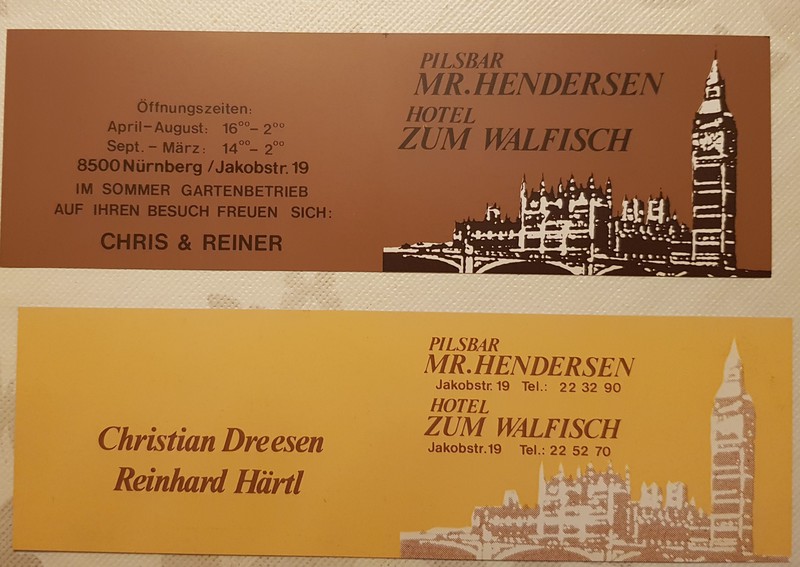 Öffnungszeiten:
April–August: 16⁰⁰– 2⁰⁰
Sept. – März: 14⁰⁰– 2⁰⁰
8500 Nürnberg / Jakobstr. 19
IM SOMMER GARTENBETRIEB
AUF IHREN BESUCH FREUEN SICH:
CHRIS & REINER
PILSBAR
MR. HENDERSEN
HOTEL
ZUM WALFISCH
Christian Dreesen
Reinhard Härtl
PILSBAR
MR. HENDERSEN
Jakobstr. 19 Tel.: 22 32 90
HOTEL
ZUM WALFISCH
Jakobstr. 19 Tel.: 22 52 70